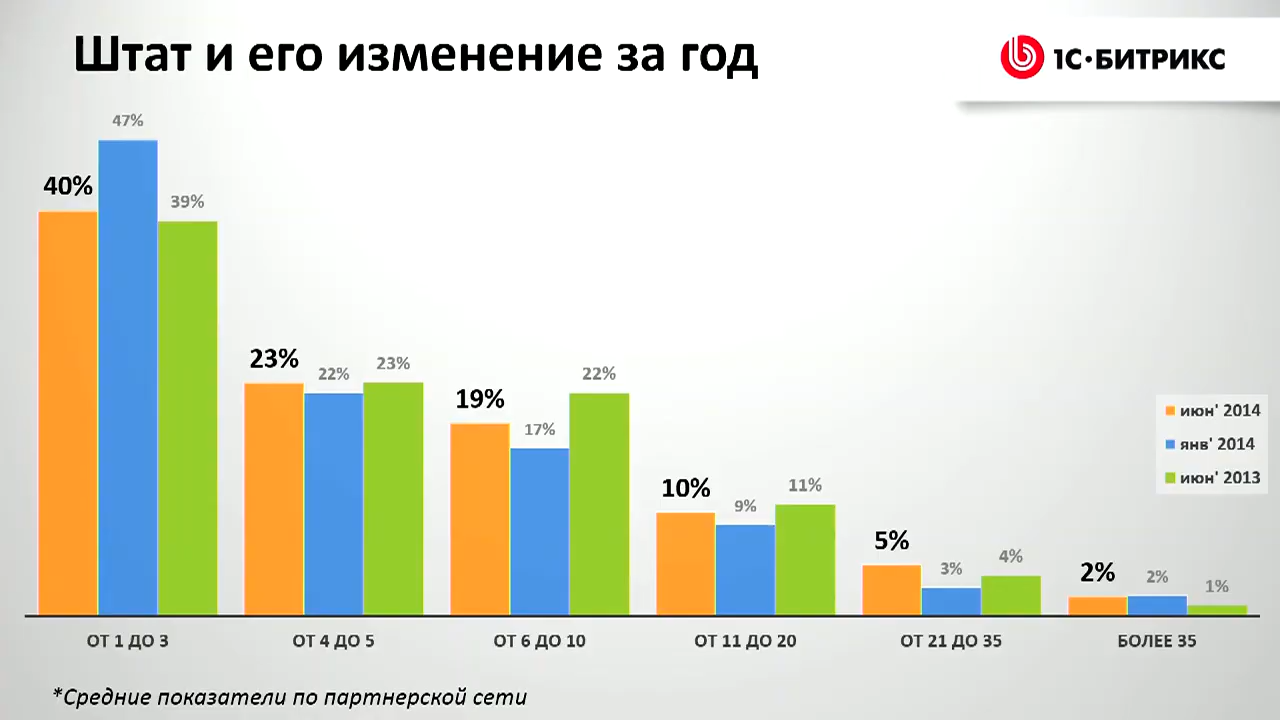 Штат и его изменение за год
1С·БИТРИКС
47%
40%
39%
23%
22%
23%
19%
17%
22%
10%
9%
11%
5%
3%
4%
2%
2%
1%
июн' 2014
янв' 2014
июн' 2013
ОТ 1 ДО 3
ОТ 4 ДО 5
ОТ 6 ДО 10
ОТ 11 ДО 20
ОТ 21 ДО 35
БОЛЕЕ 35
*Средние показатели по партнерской сети